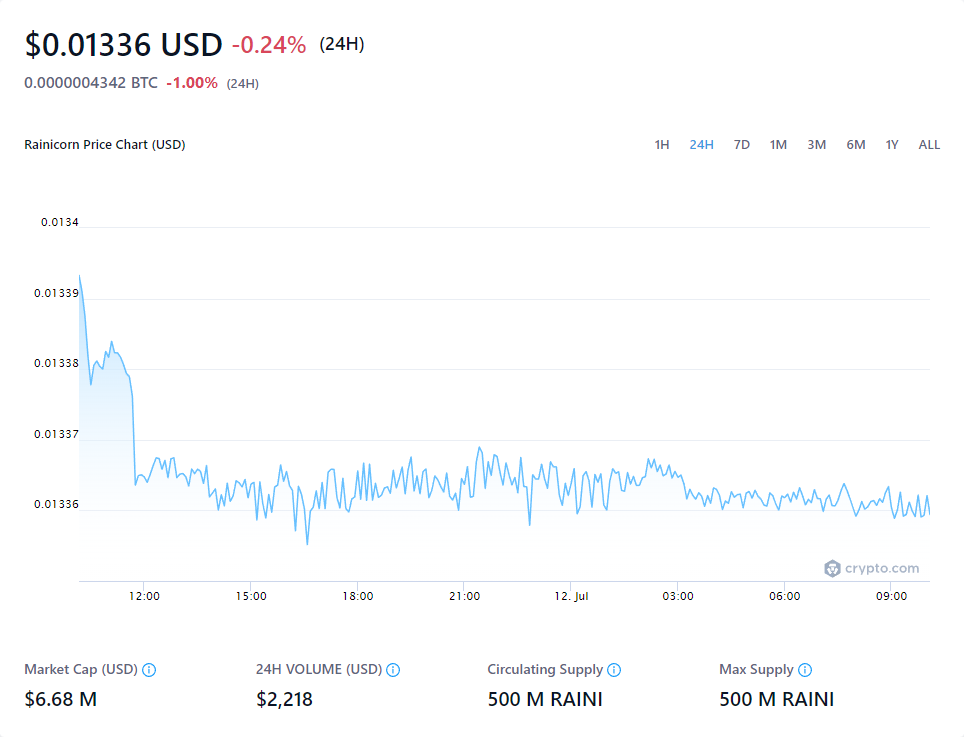 $0.01336 USD -0.24% (24H)
0.0000004342 BTC -1.00% (24H)
Rainicorn Price Chart (USD) 1H 24H 7D 1M 3M 6M 1Y ALL
0.0134
0.01339
0.01338
0.01337
0.01336
crypto.com
12:00 15:00 18:00 21:00 12. Jul 03:00 06:00 09:00
Market Cap (USD) 24H VOLUME (USD) Circulating Supply Max Supply
$6.68 M $2,218 500 M RAINI 500 M RAINI